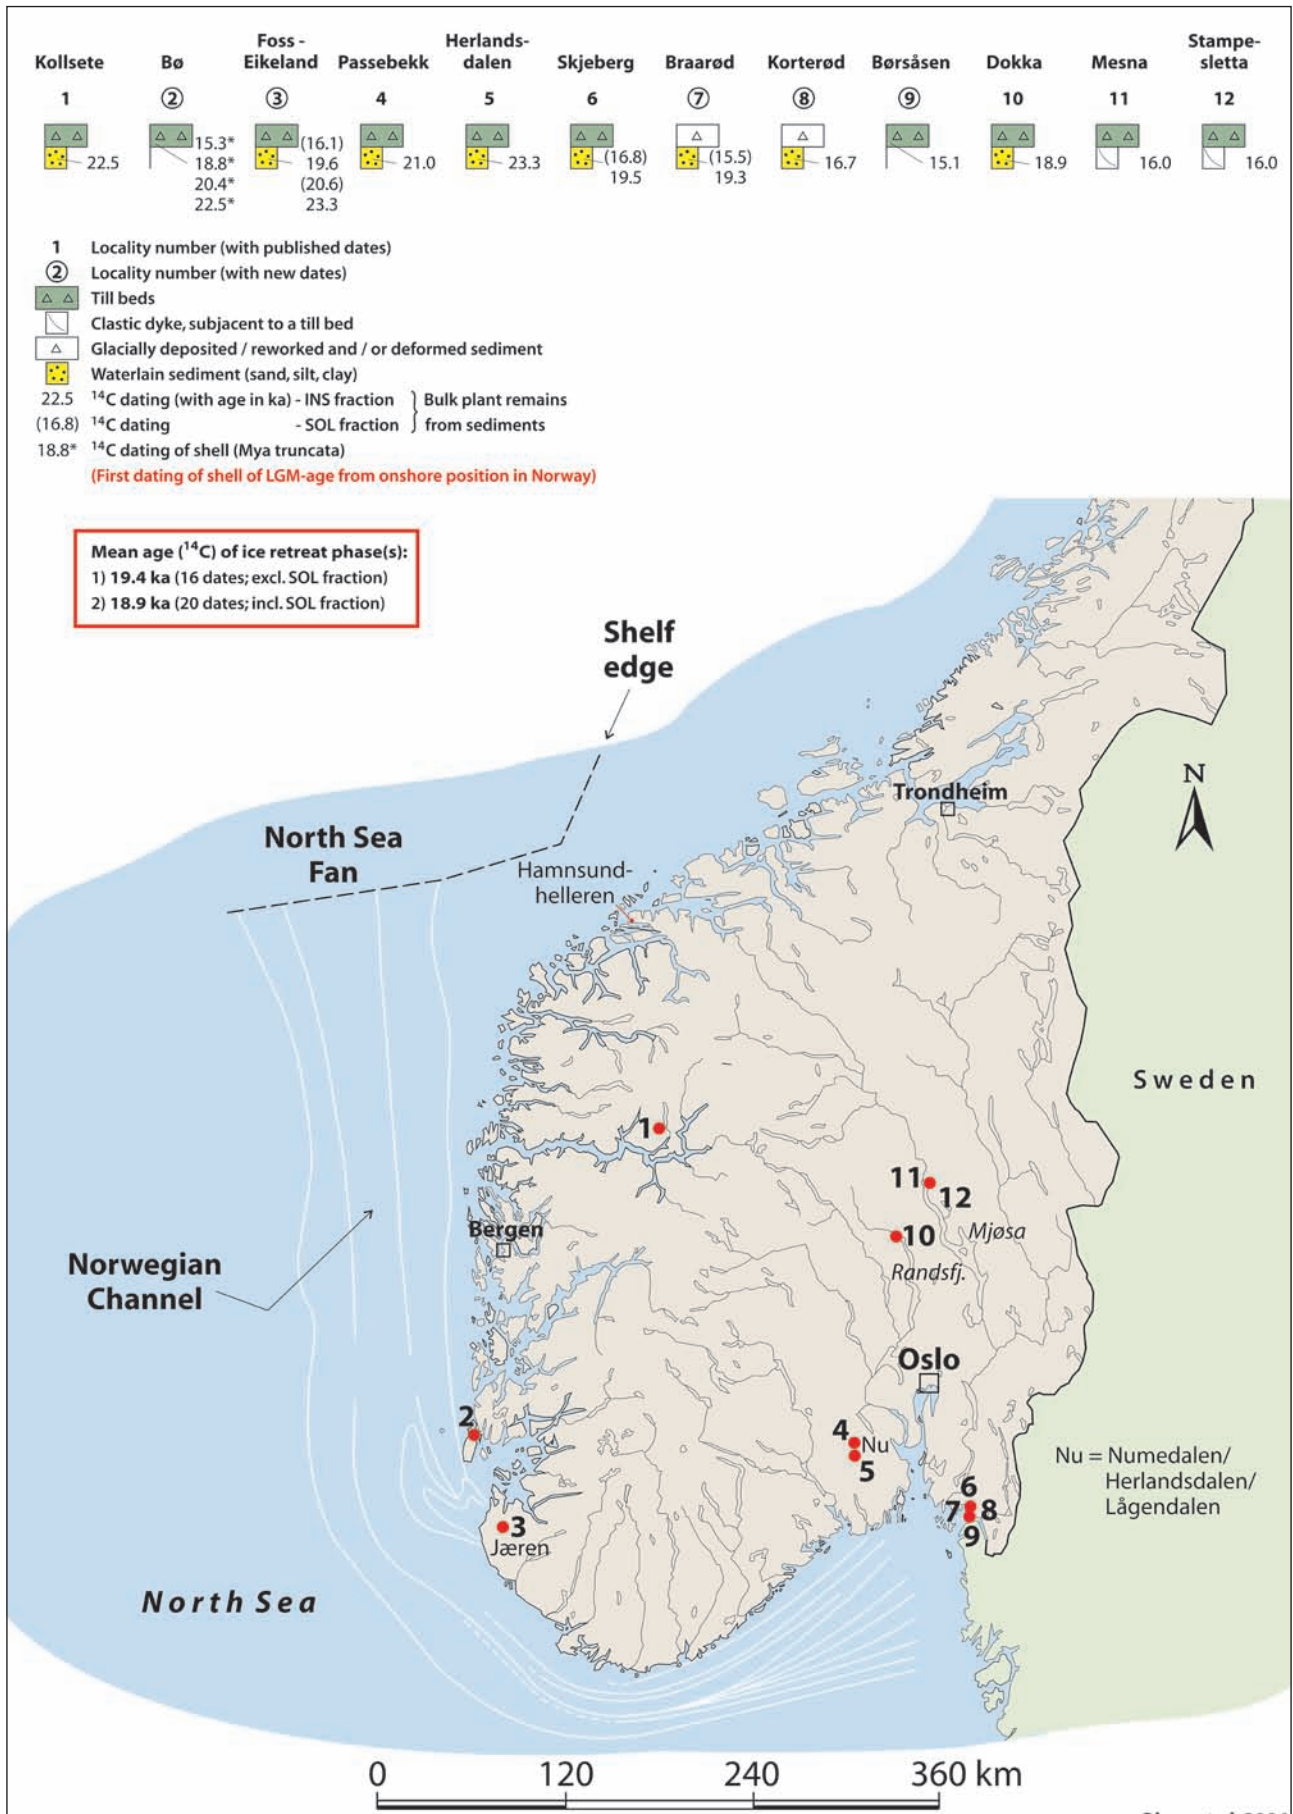 Kollsete
Bø
Foss -
Eikeland
Passebekk
Herlands-
dalen
Skjeberg
Braarød
Korterød
Børsåsen
Dokka
Mesna
Stampe-
sletta
1 ② ③ 4 5 6 ⑦ ⑧ ⑨ 10 11 12
22.5
15.3*
18.8*
20.4*
22.5*
(16.1)
19.6
(20.6)
23.3
21.0
23.3
(16.8)
19.5
(15.5)
19.3
16.7
15.1
18.9
16.0
16.0
1 Locality number (with published dates)
② Locality number (with new dates)
Till beds
Clastic dyke, subjacent to a till bed
Glacially deposited / reworked and / or deformed sediment
Waterlain sediment (sand, silt, clay)
22.5 ¹⁴C dating (with age in ka) - INS fraction } Bulk plant remains
(16.8) ¹⁴C dating - SOL fraction } from sediments
18.8* ¹⁴C dating of shell (Mya truncata)
(First dating of shell of LGM-age from onshore position in Norway)
Mean age (¹⁴C) of ice retreat phase(s):
1) 19.4 ka (16 dates; excl. SOL fraction)
2) 18.9 ka (20 dates; incl. SOL fraction)
Shelf
edge
Trondheim
N
North Sea
Fan
Hamnsund-
helleren
Sweden
1
11
12
10
Mjøsa
Randsfj.
Bergen
Norwegian
Channel
Oslo
2
4
Nu
5
Nu = Numedalen/
Herlandsdalen/
Lågendalen
6
7
8
9
3
Jæren
North Sea
0 120 240 360 km